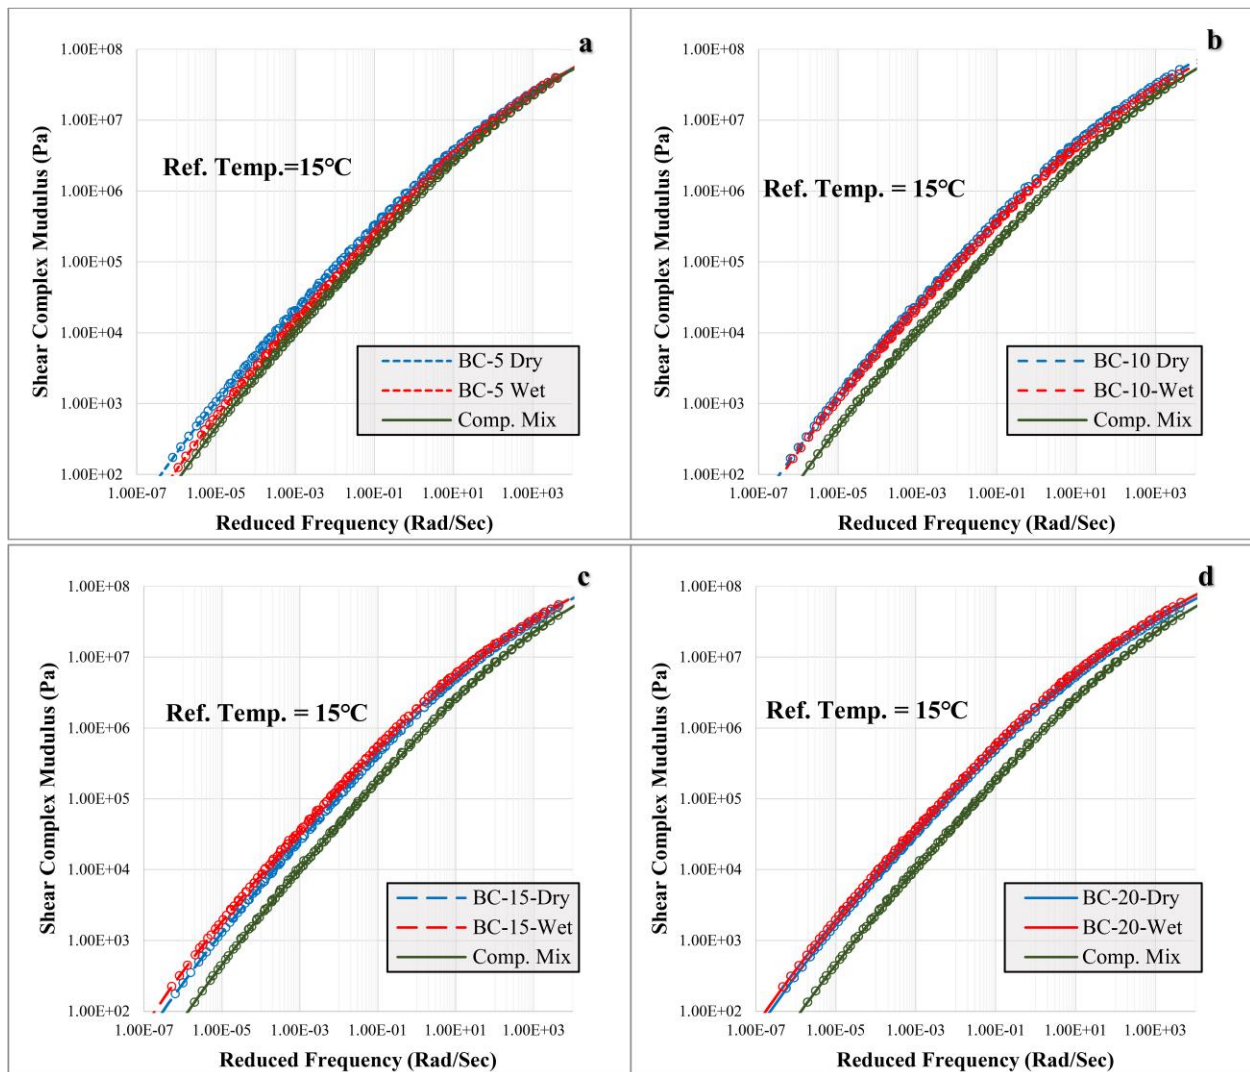 a
1.00E+08
1.00E+07
1.00E+06
1.00E+05
1.00E+04
1.00E+03
1.00E+02
Shear Complex Mudulus (Pa)
Ref. Temp.=15°C
BC-5 Dry
BC-5 Wet
Comp. Mix
1.00E-07 1.00E-05 1.00E-03 1.00E-01 1.00E+01 1.00E+03
Reduced Frequency (Rad/Sec)
b
1.00E+08
1.00E+07
1.00E+06
1.00E+05
1.00E+04
1.00E+03
1.00E+02
Shear Complex Mudulus (Pa)
Ref. Temp. = 15°C
BC-10 Dry
BC-10-Wet
Comp. Mix
1.00E-07 1.00E-05 1.00E-03 1.00E-01 1.00E+01 1.00E+03
Reduced Frequency (Rad/Sec)
c
1.00E+08
1.00E+07
1.00E+06
1.00E+05
1.00E+04
1.00E+03
1.00E+02
Shear Complex Mudulus (Pa)
Ref. Temp. = 15°C
BC-15-Dry
BC-15-Wet
Comp. Mix
1.00E-07 1.00E-05 1.00E-03 1.00E-01 1.00E+01 1.00E+03
Reduced Frequency (Rad/Sec)
d
1.00E+08
1.00E+07
1.00E+06
1.00E+05
1.00E+04
1.00E+03
1.00E+02
Shear Complex Mudulus (Pa)
Ref. Temp. = 15°C
BC-20-Dry
BC-20-Wet
Comp. Mix
1.00E-07 1.00E-05 1.00E-03 1.00E-01 1.00E+01 1.00E+03
Reduced Frequency (Rad/Sec)